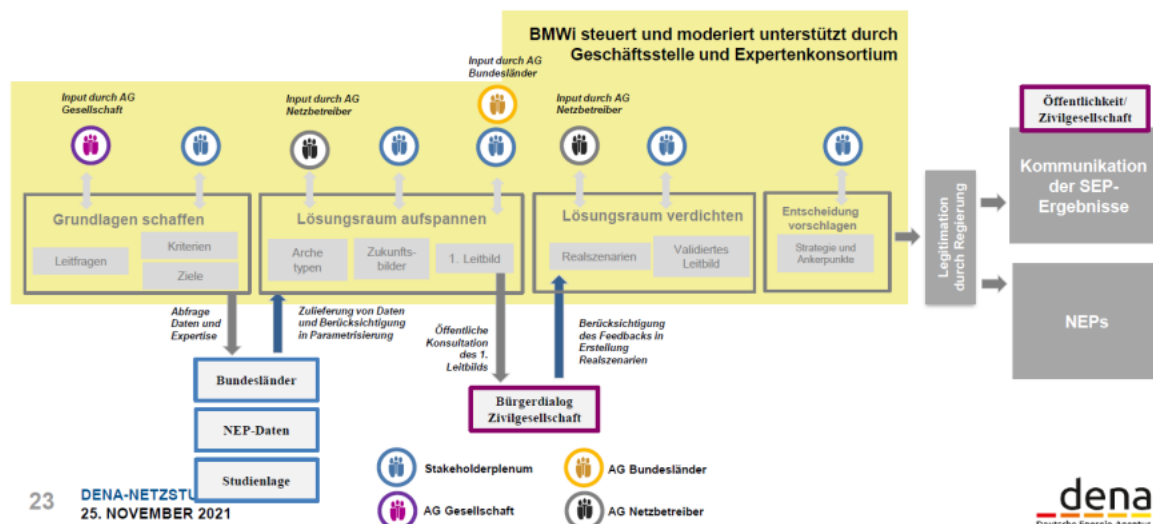 BMWi steuert und moderiert unterstützt durch
Geschäftsstelle und Expertenkonsortium
Input durch AG
Gesellschaft
Input durch AG
Netzbetreiber
Input durch AG
Bundesländer
Input durch AG
Netzbetreiber
Öffentlichkeit/
Zivilgesellschaft
Kommunikation
der SEP-
Ergebnisse
Grundlagen schaffen
Leitfragen
Kriterien
Ziele
Lösungsraum aufspannen
Arche
typen
Zukunfts-
bilder
1. Leitbild
Lösungsraum verdichten
Realszenarien
Validiertes
Leitbild
Entscheidung
vorschlagen
Strategie und
Ankerpunkte
Legitimation
durch Regierung
NEPs
Abfrage
Daten und
Expertise
Zulieferung von Daten
und Berücksichtigung
in Parametrisierung
Öffentliche
Konsultation
des 1.
Leitbilds
Berücksichtigung
des Feedbacks in
Erstellung
Realszenarien
Bundesländer
NEP-Daten
Studienlage
Bürgerdialog
Zivilgesellschaft
Stakeholderplenum
AG Bundesländer
AG Gesellschaft
AG Netzbetreiber
23
DENA-NETZSTU
25. NOVEMBER 2021
dena
Deutsche Energie-Agentur